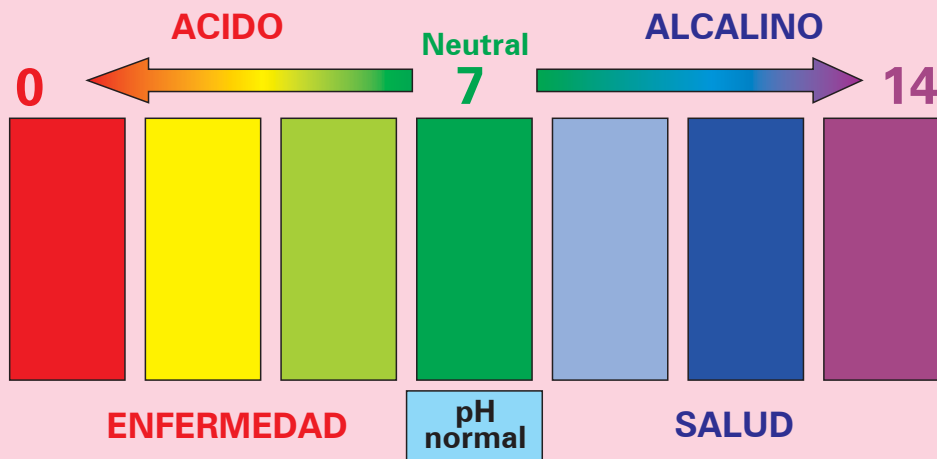 ACIDO
ALCALINO
Neutral
0
7
14
ENFERMEDAD
pH
normal
SALUD